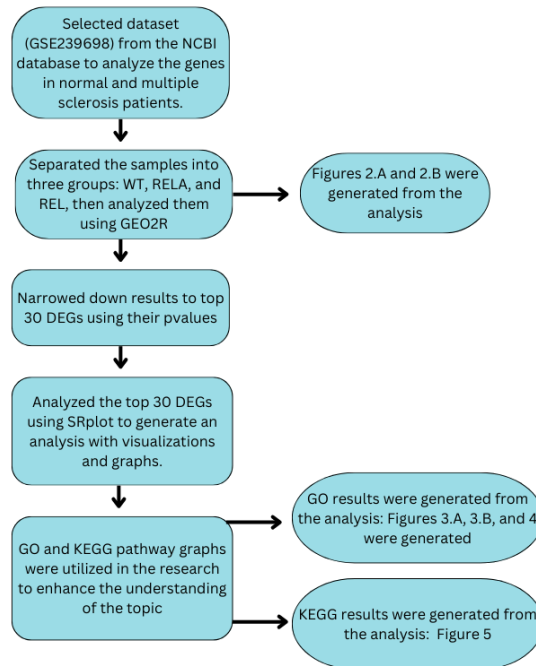 Selected dataset
(GSE239698) from the NCBI
database to analyze the genes
in normal and multiple
sclerosis patients.
Separated the samples into
three groups: WT, RELA, and
REL, then analyzed them
using GEO2R
Figures 2.A and 2.B were
generated from the
analysis
Narrowed down results to top
30 DEGs using their pvalues
Analyzed the top 30 DEGs
using SRplot to generate an
analysis with visualizations
and graphs.
GO and KEGG pathway graphs
were utilized in the research
to enhance the understanding
of the topic
GO results were generated from
the analysis: Figures 3.A, 3.B, and 4
were generated
KEGG results were generated from
the analysis: Figure 5